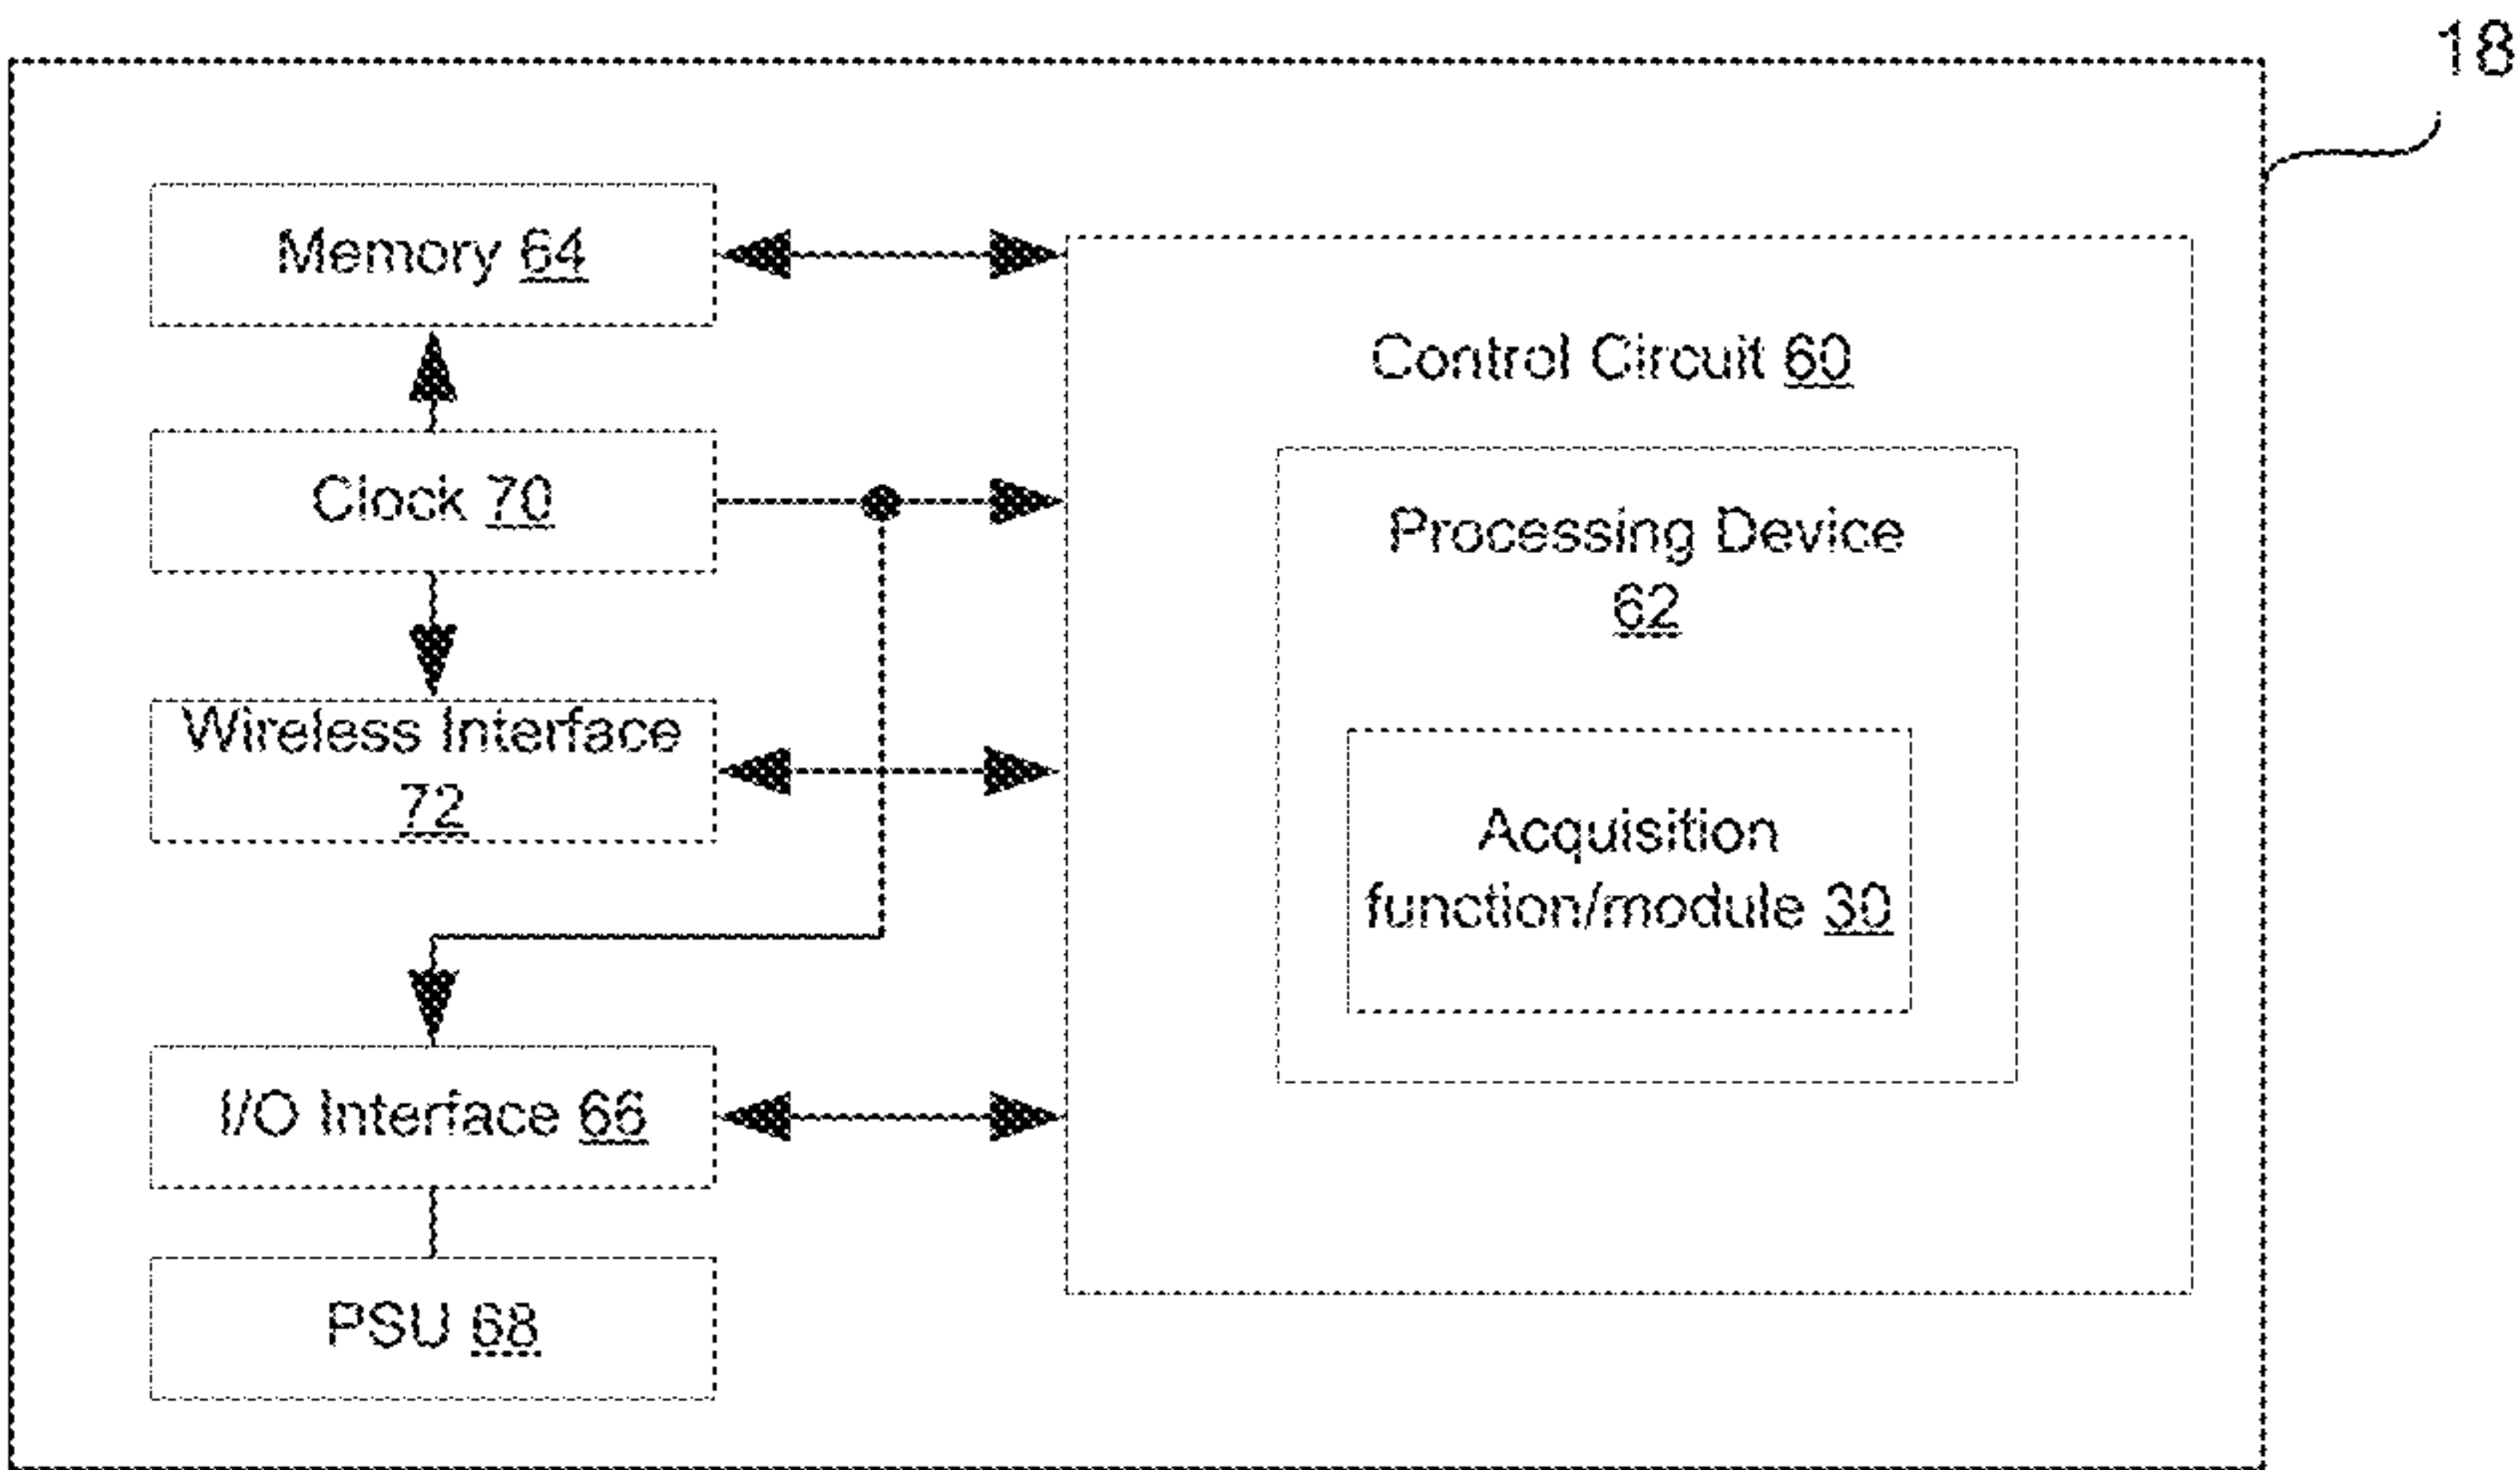 18
Memory 64
Control Circuit 60
Clock 70
Processing Device
62
Wireless Interface
72
Acquisition
function/module 30
I/O Interface 66
PSU 68